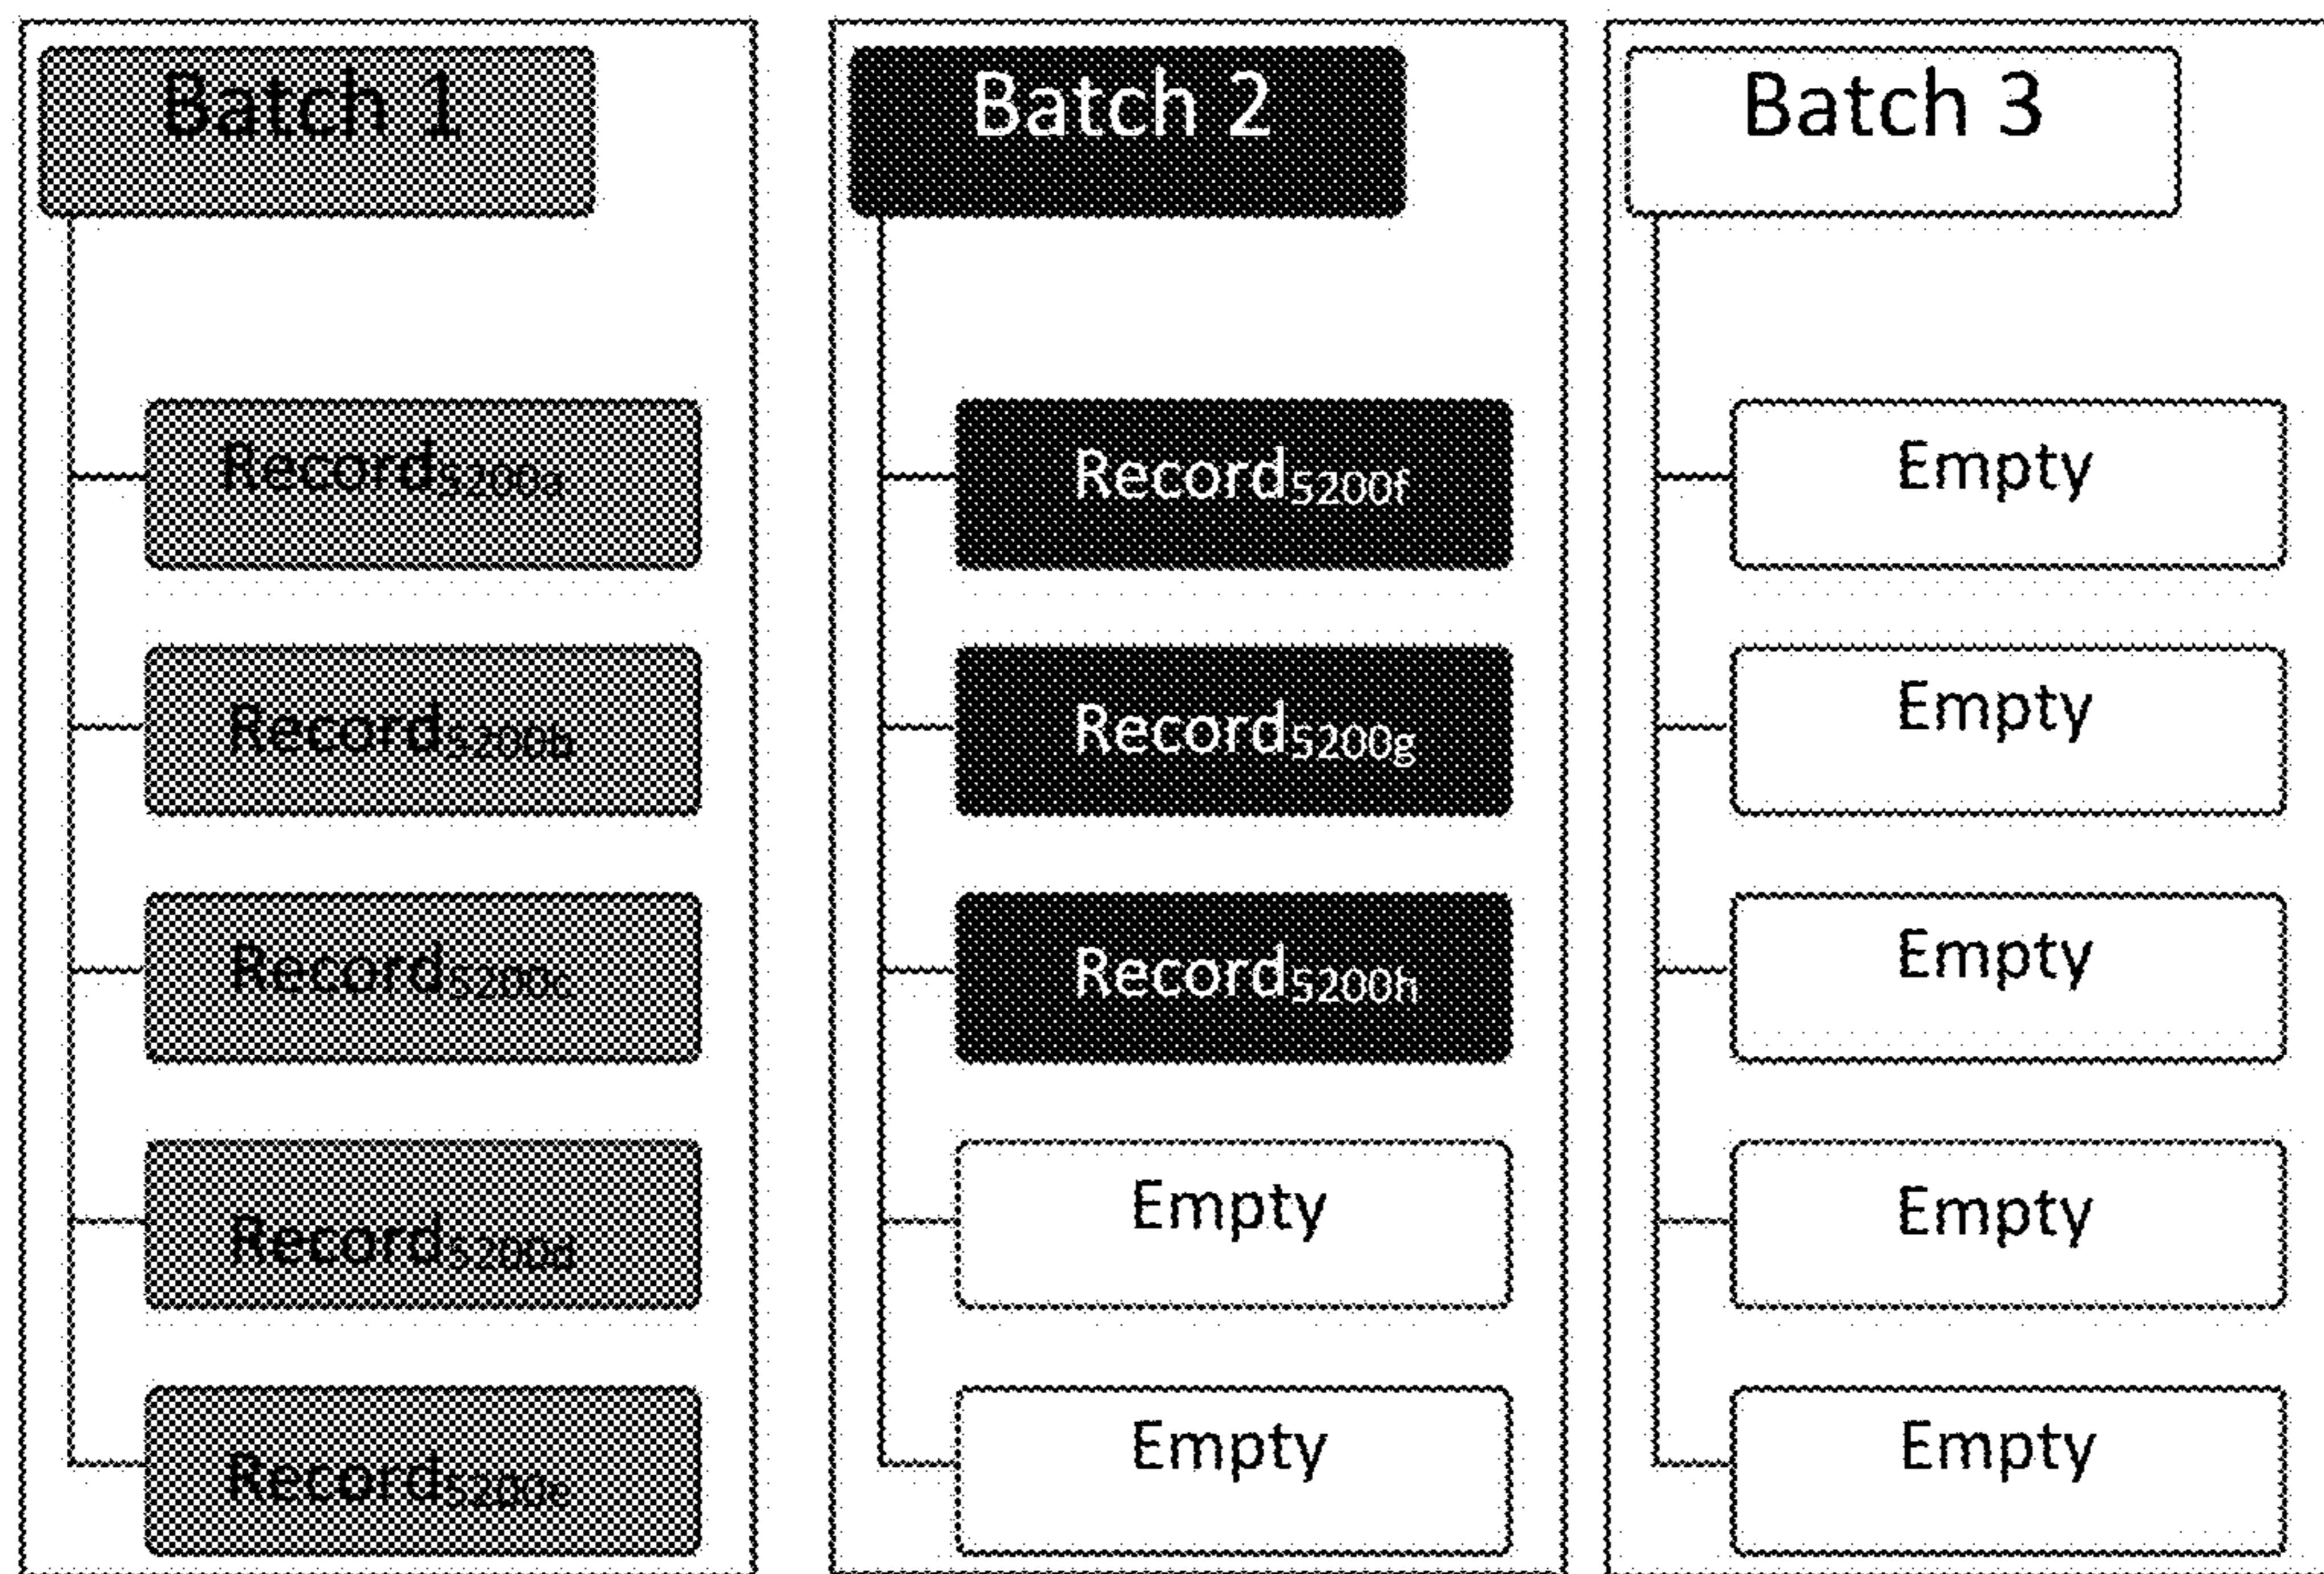 Batch 1
Record5200a
Record5200b
Record5200c
Record5200d
Record5200e
Batch 2
Record5200f
Record5200g
Record5200h
Empty
Empty
Batch 3
Empty
Empty
Empty
Empty
Empty